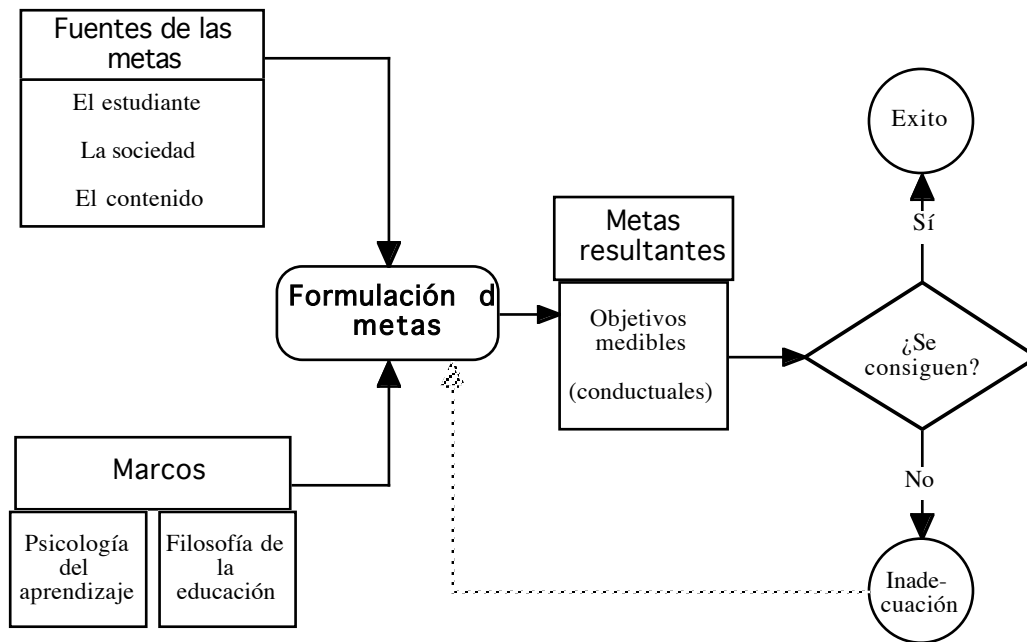 Fuentes de las
metas
El estudiante
La sociedad
El contenido
Exito
Sí
Metas
resultantes
Formulación d
metas
Objetivos
medibles
(conductuales)
¿Se
consiguen?
No
Marcos
Psicología
del
aprendizaje
Filosofía de
la
educación
Inade-
cuación